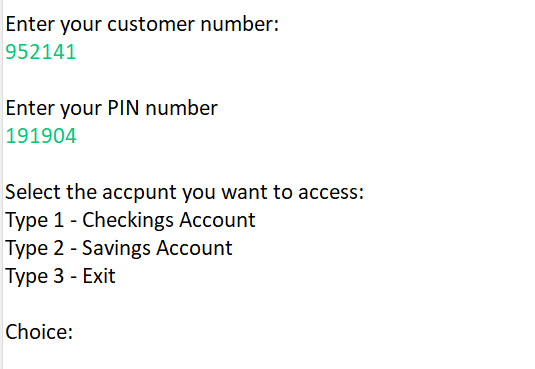 Enter your customer number:
952141
Enter your PIN number
191904
Select the accpunt you want to access:
Type 1 - Checkings Account
Type 2 - Savings Account
Type 3 - Exit
Choice: